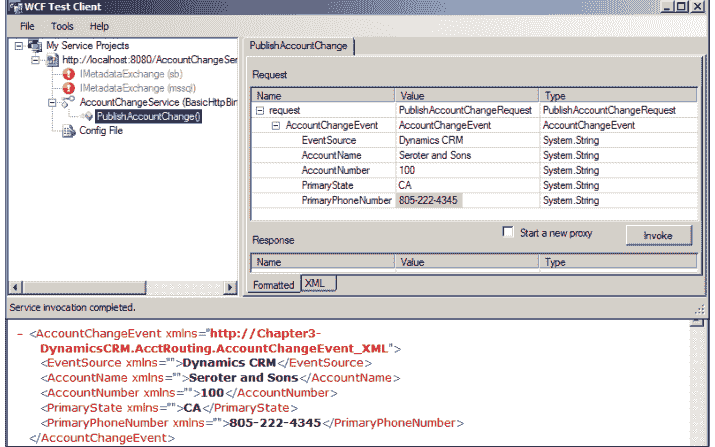 WCF Test Client
File Tools Help
My Service Projects
http://localhost:8080/AccountChangeSer
IMetadataExchange (sb)
IMetadataExchange (mssql)
AccountChangeService (BasicHttpBin
PublishAccountChange()
Config File
PublishAccountChange
Request
Name Value Type
request PublishAccountChangeRequest PublishAccountChangeRequest
AccountChangeEvent AccountChangeEvent AccountChangeEvent
EventSource Dynamics CRM System.String
AccountName Seroter and Sons System.String
AccountNumber 100 System.String
PrimaryState CA System.String
PrimaryPhoneNumber 805-222-4345 System.String
Response
Start a new proxy
Invoke
Name Value Type
Formatted XML
Service invocation completed.
- <AccountChangeEvent xmlns="http://Chapter3-
DynamicsCRM.AcctRouting.AccountChangeEvent_XML">
<EventSource xmlns="">Dynamics CRM</EventSource>
<AccountName xmlns="">Seroter and Sons</AccountName>
<AccountNumber xmlns="">100</AccountNumber>
<PrimaryState xmlns="">CA</PrimaryState>
<PrimaryPhoneNumber xmlns="">805-222-4345</PrimaryPhoneNumber>
</AccountChangeEvent>